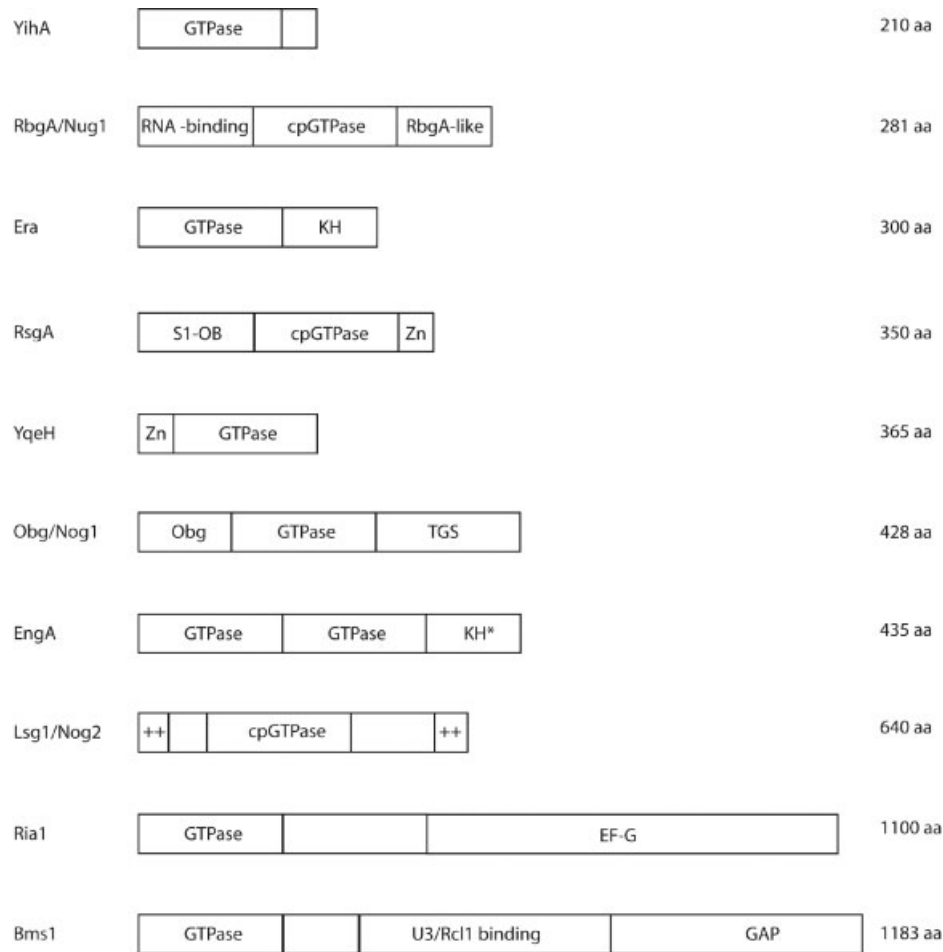 YihA GTPase 210 aa
RbgA/Nug1 RNA -binding cpGTPase RbgA-like 281 aa
Era GTPase KH 300 aa
RsgA S1-OB cpGTPase Zn 350 aa
YqeH Zn GTPase 365 aa
Obg/Nog1 Obg GTPase TGS 428 aa
EngA GTPase GTPase KH* 435 aa
Lsg1/Nog2 ++ cpGTPase ++ 640 aa
Ria1 GTPase EF-G 1100 aa
Bms1 GTPase U3/Rcl1 binding GAP 1183 aa